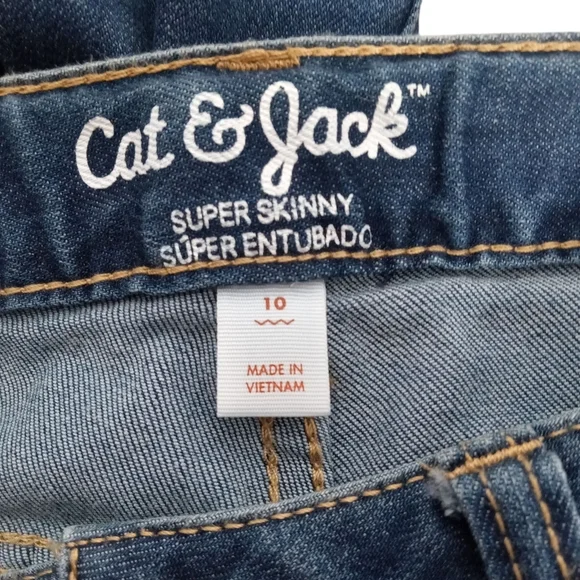 Cat & Jack™
SUPER SKINNY
SÚPER ENTUBADO
10
MADE IN
VIETNAM